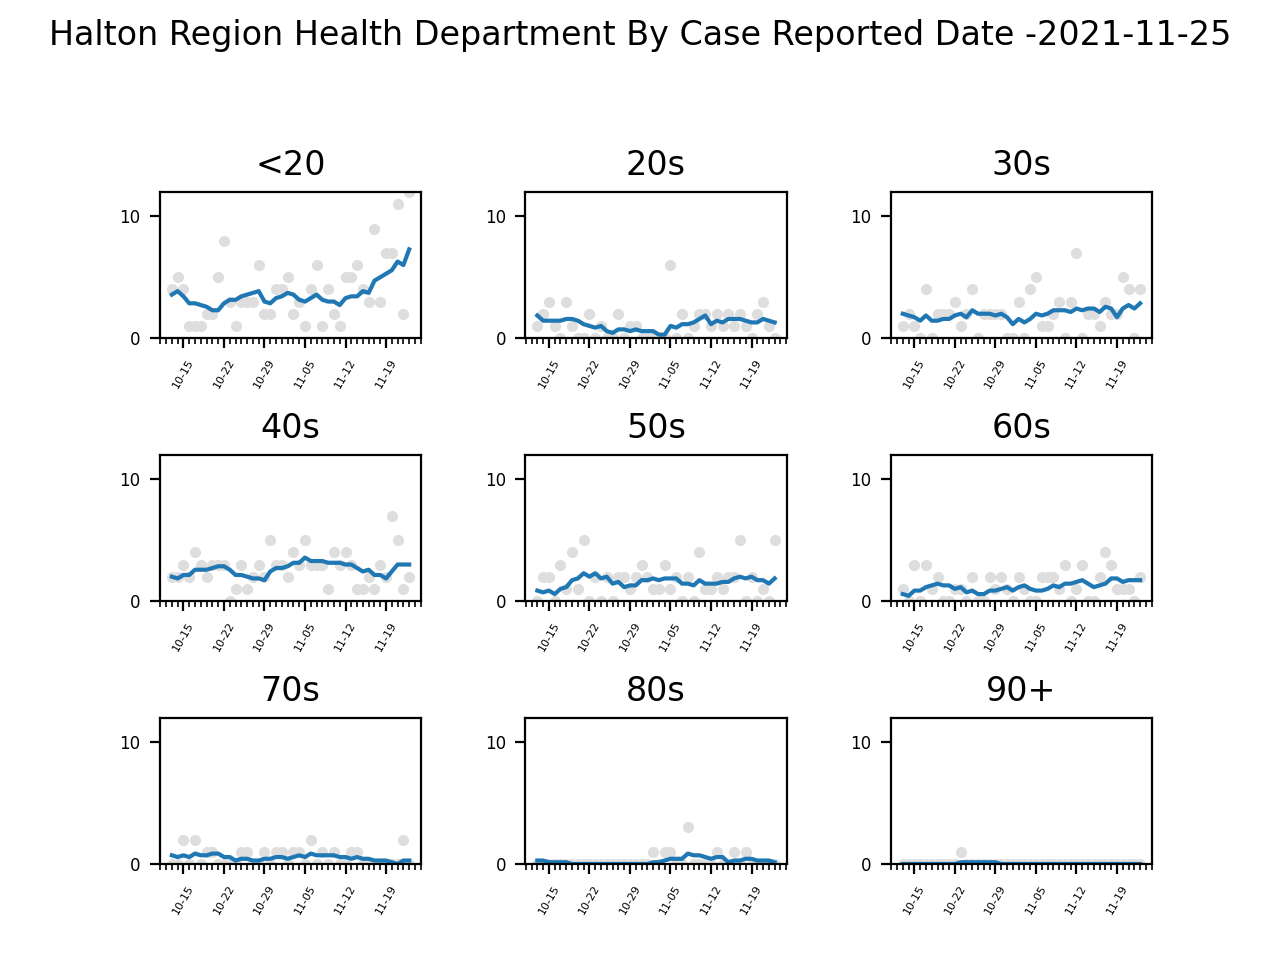 Halton Region Health Department By Case Reported Date -2021-11-25
<20 20s 30s
10 10 10
0 0 0
10-15 10-22 10-29 11-05 11-12 11-19 10-15 10-22 10-29 11-05 11-12 11-19 10-15 10-22 10-29 11-05 11-12 11-19
40s 50s 60s
10 10 10
0 0 0
10-15 10-22 10-29 11-05 11-12 11-19 10-15 10-22 10-29 11-05 11-12 11-19 10-15 10-22 10-29 11-05 11-12 11-19
70s 80s 90+
10 10 10
0 0 0
10-15 10-22 10-29 11-05 11-12 11-19 10-15 10-22 10-29 11-05 11-12 11-19 10-15 10-22 10-29 11-05 11-12 11-19